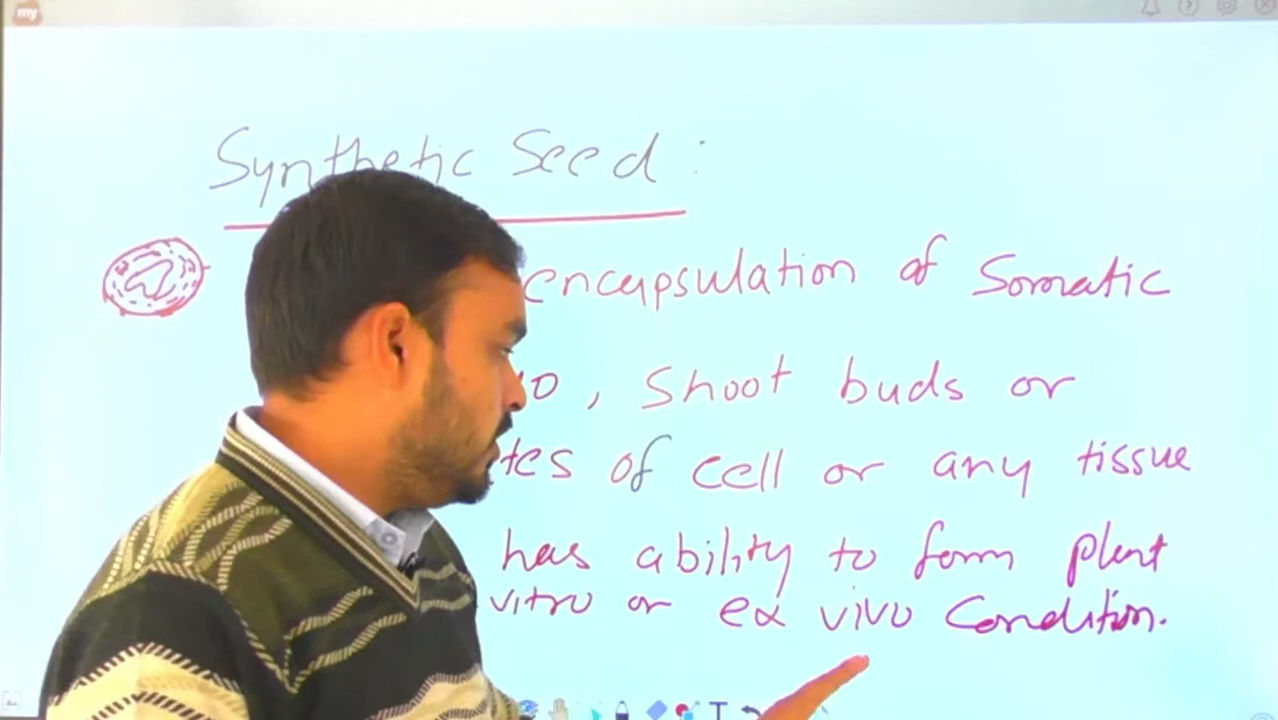 my
Synthetic Seed :
encapsulation of Somatic
, Shoot buds or
of cell or any tissue
has ability to form plant
vitro or ex vivo Condition.